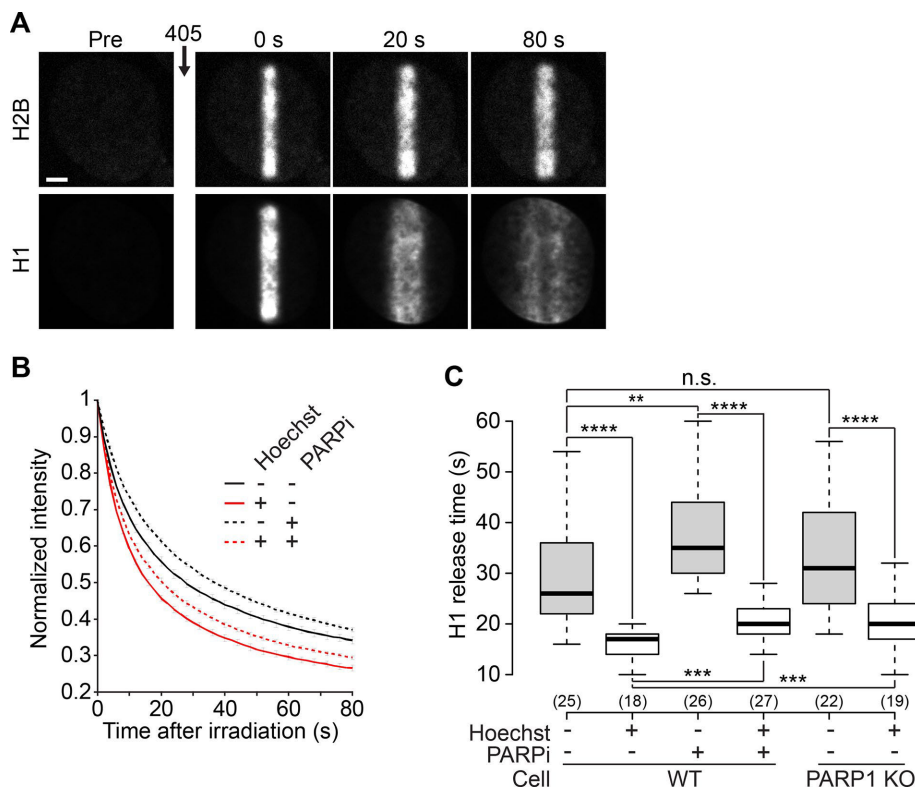 A
Pre
405
0 s
20 s
80 s
H2B
H1
B
1
0.9
0.8
0.7
0.6
0.5
0.4
0.3
0.2
Normalized intensity
0 20 40 60 80
Time after irradiation (s)
Hoechst
PARPi
- -
+ -
- +
+ +
C
n.s.
** ****
**** ****
60
50
40
30
20
10
H1 release time (s)
*** ***
(25) (18) (26) (27) (22) (19)
Hoechst - + - + - +
PARPi - - + + - -
Cell WT PARP1 KO